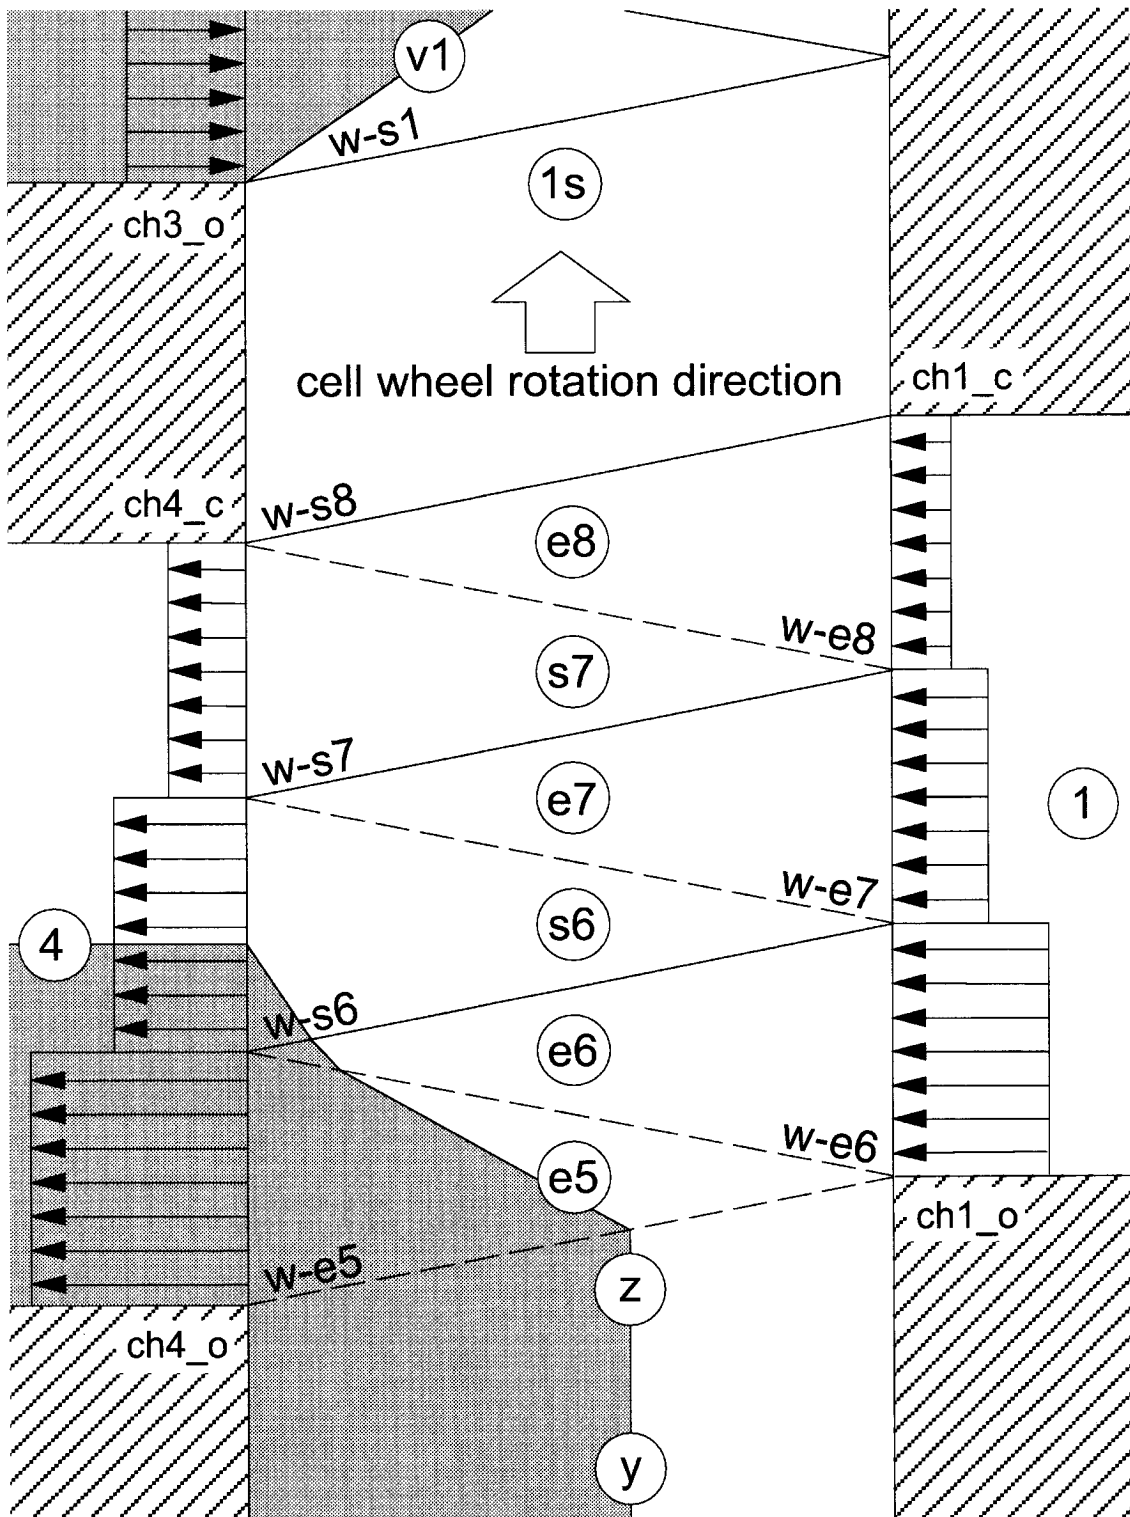 v1
w-s1
1s
ch3_o
cell wheel rotation direction
ch1_c
ch4_c
w-s8
e8
w-e8
s7
w-s7
e7
1
w-e7
s6
4
w-s6
e6
w-e6
e5
ch1_o
w-e5
z
ch4_o
y